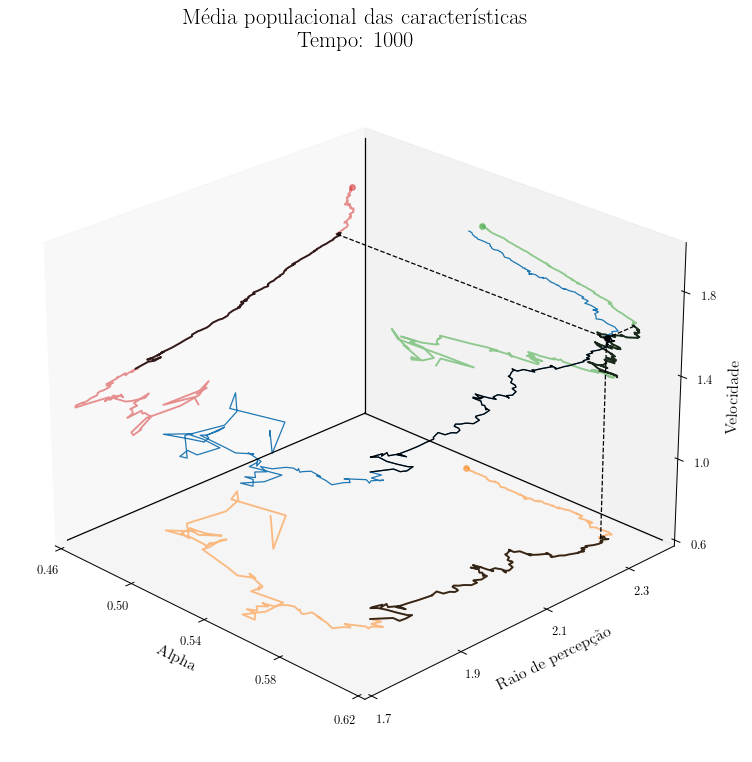 Média populacional das características
Tempo: 1000
1.8
1.4
1.0
0.6
Velocidade
0.46
0.50
0.54
0.58
0.62
Alpha
1.7
1.9
2.1
2.3
Raio de percepção